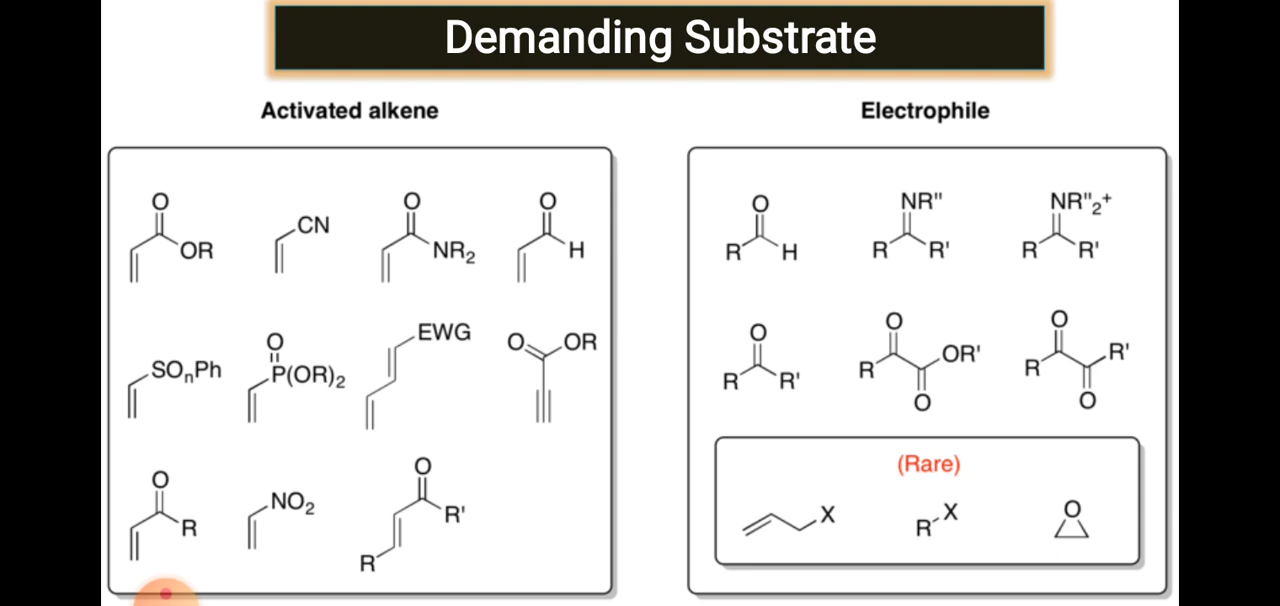 Demanding Substrate
Activated alkene
Electrophile
O
OR
CN
O
NR2
O
H
SOnPh
O
P(OR)2
EWG
O
OR
O
R
NO2
O
R'
R
O
R
H
NR"
R
R'
NR"2+
R
R'
O
R
R'
O
R
OR'
O
O
R
R'
O
(Rare)
X
R
X
O